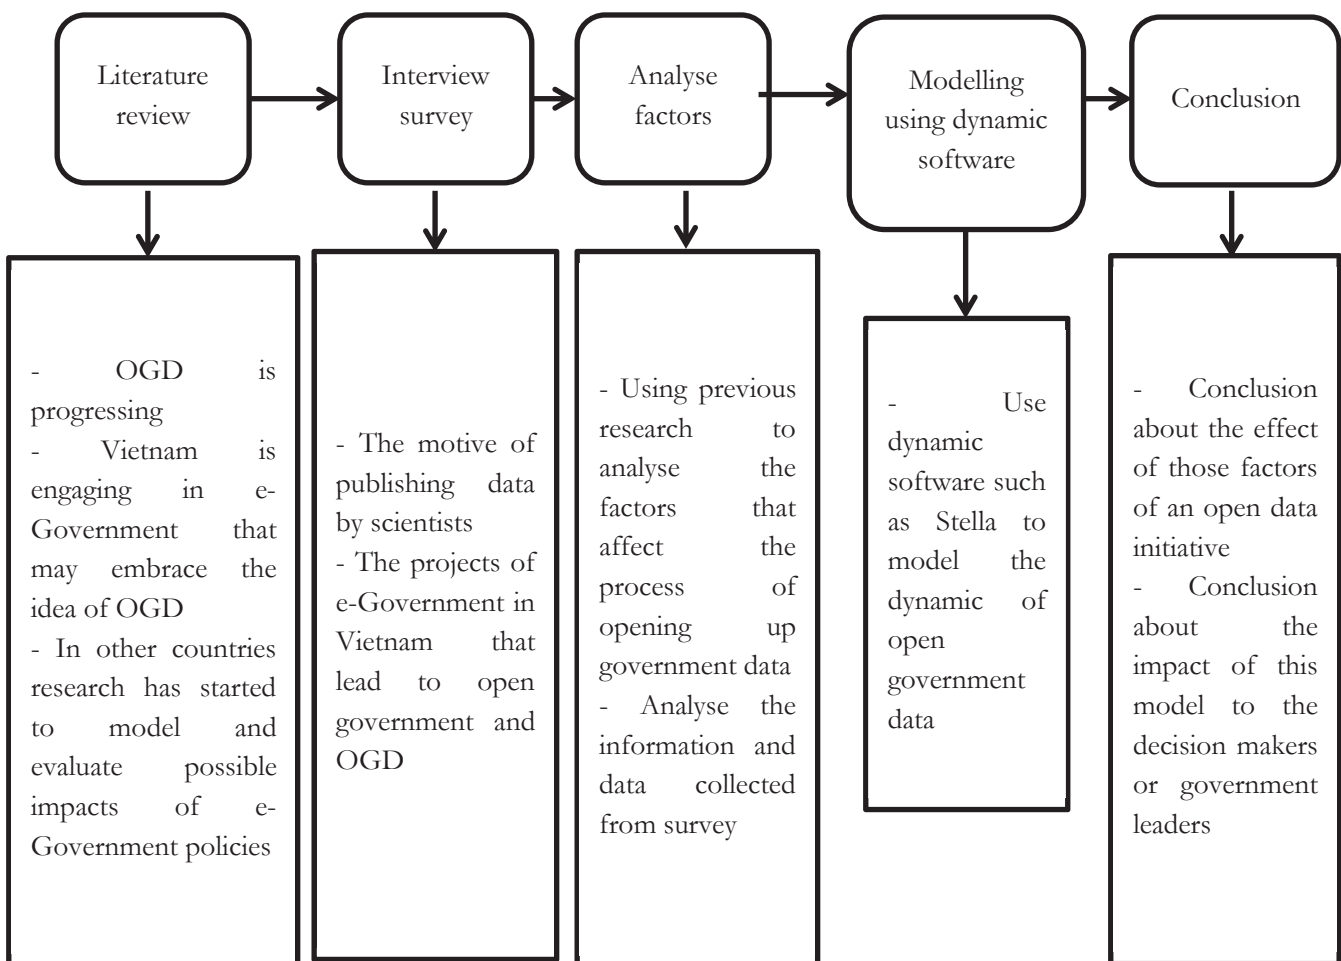 Literature
review
Interview
survey
Analyse
factors
Modelling
using dynamic
software
Conclusion
- OGD is
progressing
- Vietnam is
engaging in e-
Government that
may embrace the
idea of OGD
- In other countries
research has started
to model and
evaluate possible
impacts of e-
Government policies
- The motive of
publishing data
by scientists
- The projects of
e-Government in
Vietnam that
lead to open
government and
OGD
- Using previous
research to
analyse the
factors that
affect the
process of
opening up
government data
- Analyse the
information and
data collected
from survey
- Use
dynamic
software such
as Stella to
model the
dynamic of
open
government
data
- Conclusion
about the effect
of those factors
of an open data
initiative
- Conclusion
about the
impact of this
model to the
decision makers
or government
leaders